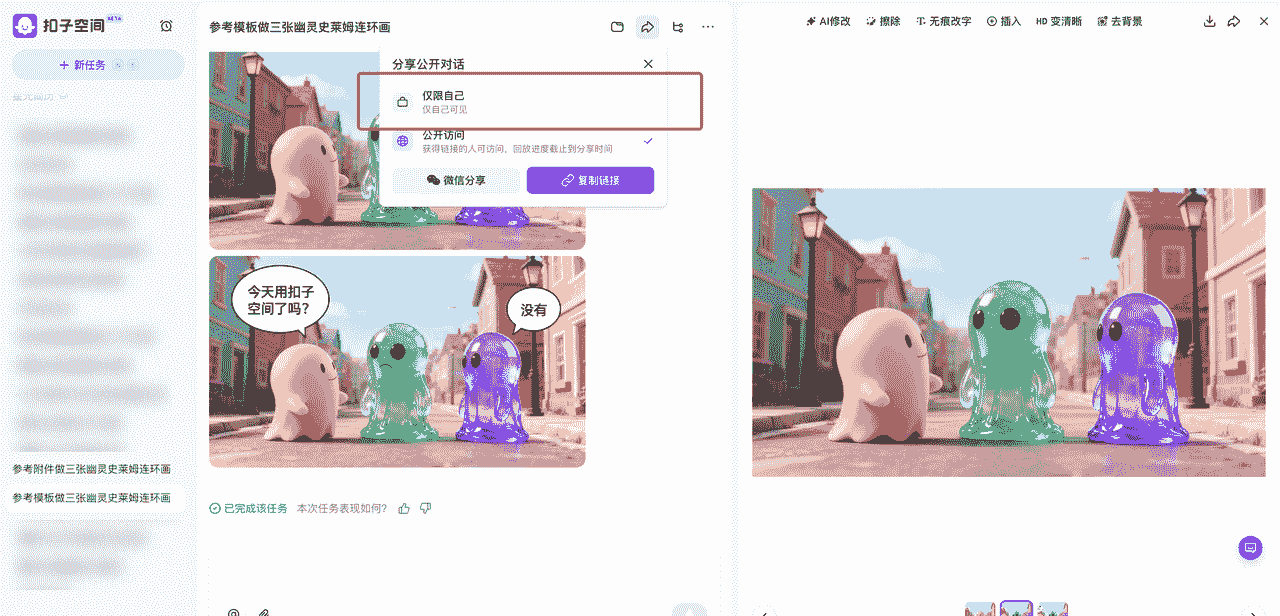 扣子空间 BETA
+ 新任务
参考附件做三张幽灵史莱姆连环画
参考模板做三张幽灵史莱姆连环画
参考模板做三张幽灵史莱姆连环画
分享公开对话
仅限自己
仅自己可见
公开访问
获得链接的人可访问，回放进度截止到分享时间
微信分享
复制链接
今天用扣子
空间了吗?
没有
已完成该任务 本次任务表现如何?
AI修改 擦除 无痕改字 插入 HD 变清晰 去背景